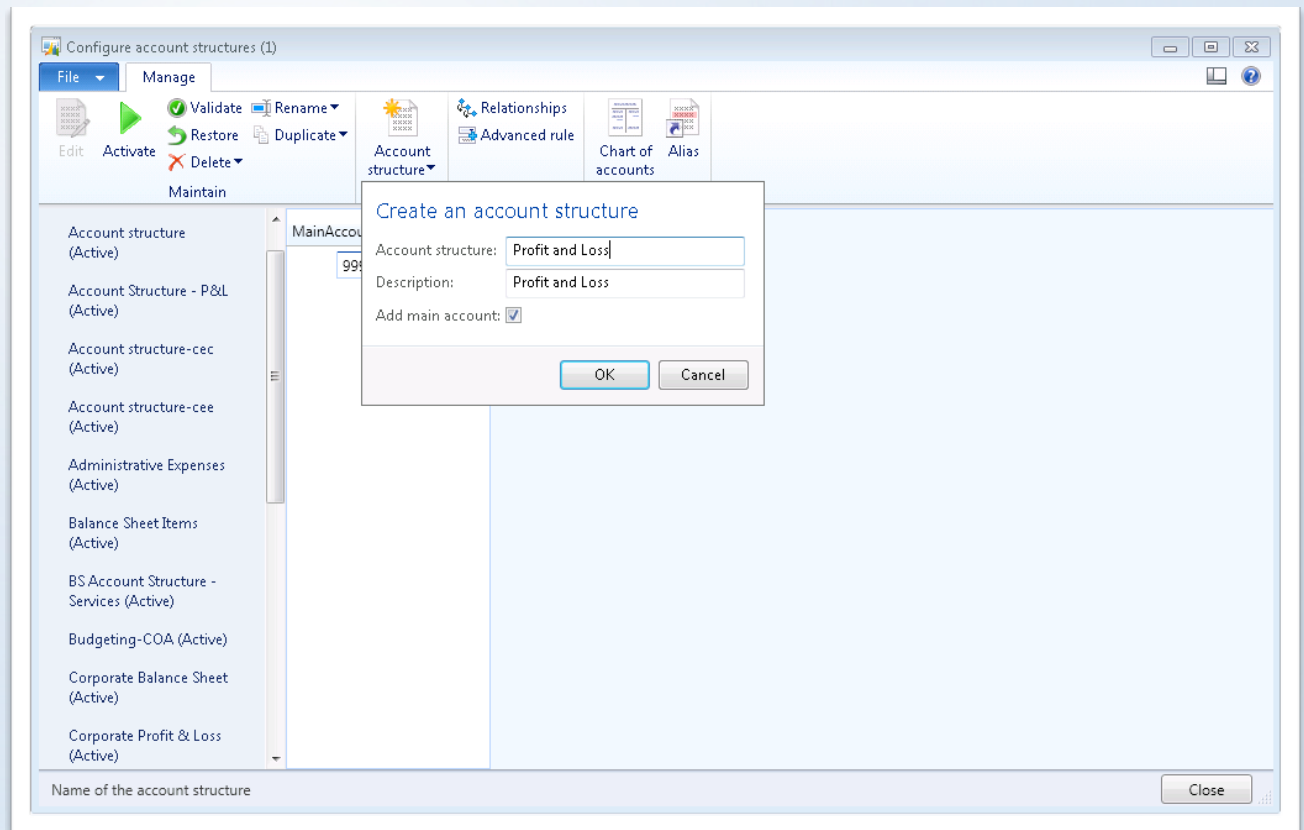 Configure account structures (1)
File
Manage
Edit
Activate
Validate
Restore
Delete
Rename
Duplicate
Maintain
Account
structure
Relationships
Advanced rule
Chart of
accounts
Alias
Create an account structure
Account structure: Profit and Loss
Description: Profit and Loss
Add main account:
OK
Cancel
Account structure
(Active)
Account Structure - P&L
(Active)
Account structure-cec
(Active)
Account structure-cee
(Active)
Administrative Expenses
(Active)
Balance Sheet Items
(Active)
BS Account Structure -
Services (Active)
Budgeting-COA (Active)
Corporate Balance Sheet
(Active)
Corporate Profit & Loss
(Active)
Name of the account structure
Close